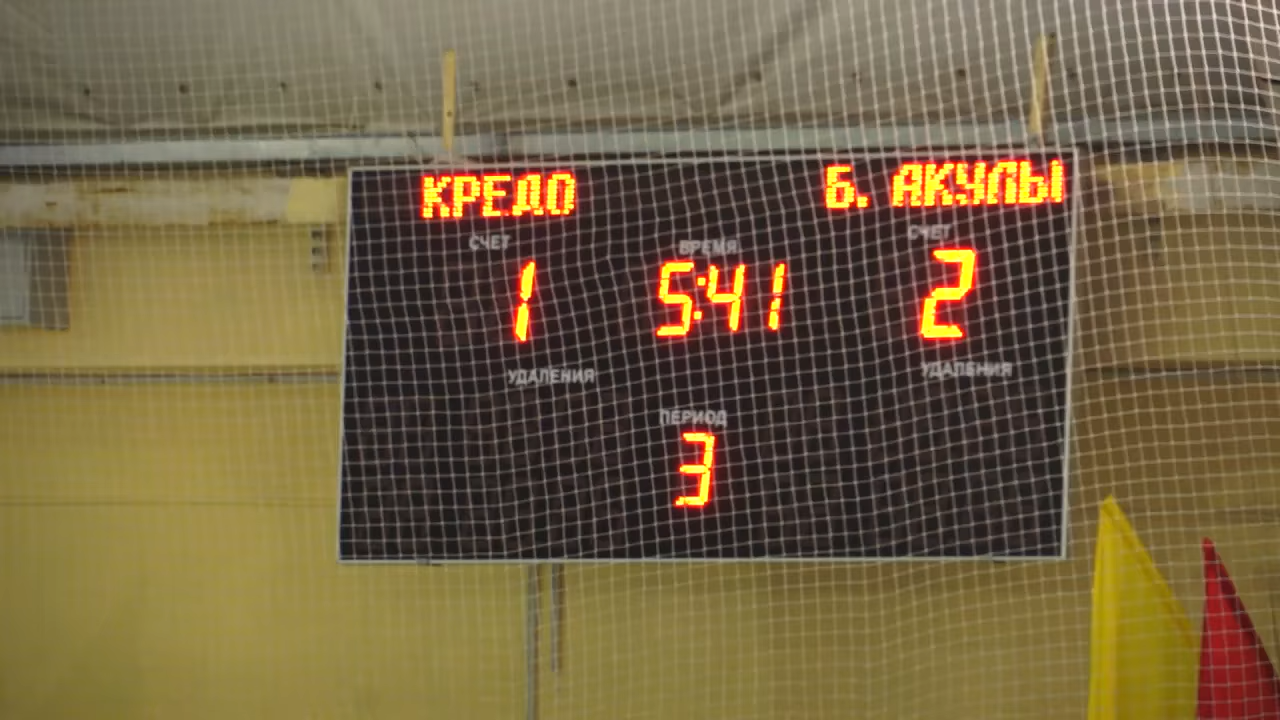 КРЕДО Б. АКУЛЫ
СЧЕТ ВРЕМЯ СЧЕТ
1 5:41 2
УДАЛЕНИЯ УДАЛЕНИЯ
ПЕРИОД
3